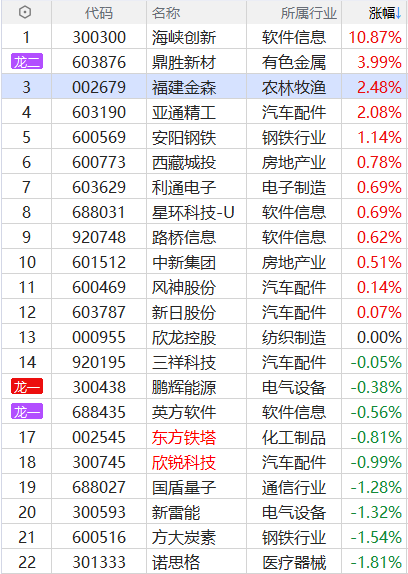 代码 名称 所属行业 涨幅↓
1 300300 海峡创新 软件信息 10.87%
龙二 603876 鼎胜新材 有色金属 3.99%
3 002679 福建金森 农林牧渔 2.48%
4 603190 亚通精工 汽车配件 2.08%
5 600569 安阳钢铁 钢铁行业 1.14%
6 600773 西藏城投 房地产业 0.78%
7 603629 利通电子 电子制造 0.69%
8 688031 星环科技-U 软件信息 0.69%
9 920748 路桥信息 软件信息 0.62%
10 601512 中新集团 房地产业 0.51%
11 600469 风神股份 汽车配件 0.14%
12 603787 新日股份 汽车配件 0.07%
13 000955 欣龙控股 纺织制造 0.00%
14 920195 三祥科技 汽车配件 -0.05%
龙一 300438 鹏辉能源 电气设备 -0.38%
龙一 688435 英方软件 软件信息 -0.56%
17 002545 东方铁塔 化工制品 -0.81%
18 300745 欣锐科技 汽车配件 -0.99%
19 688027 国盾量子 通信行业 -1.28%
20 300593 新雷能 电气设备 -1.32%
21 600516 方大炭素 钢铁行业 -1.54%
22 301333 诺思格 医疗器械 -1.81%